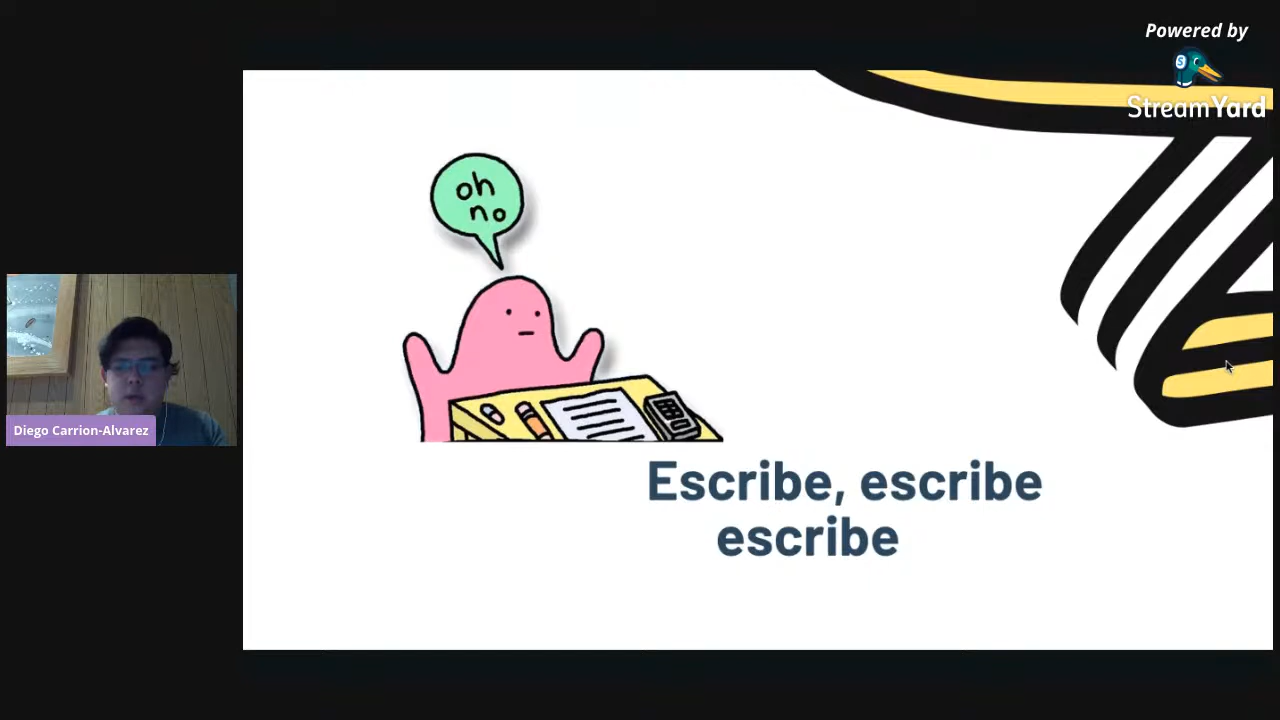 Powered by
StreamYard
oh
no
Diego Carrion-Alvarez
Escribe, escribe
escribe